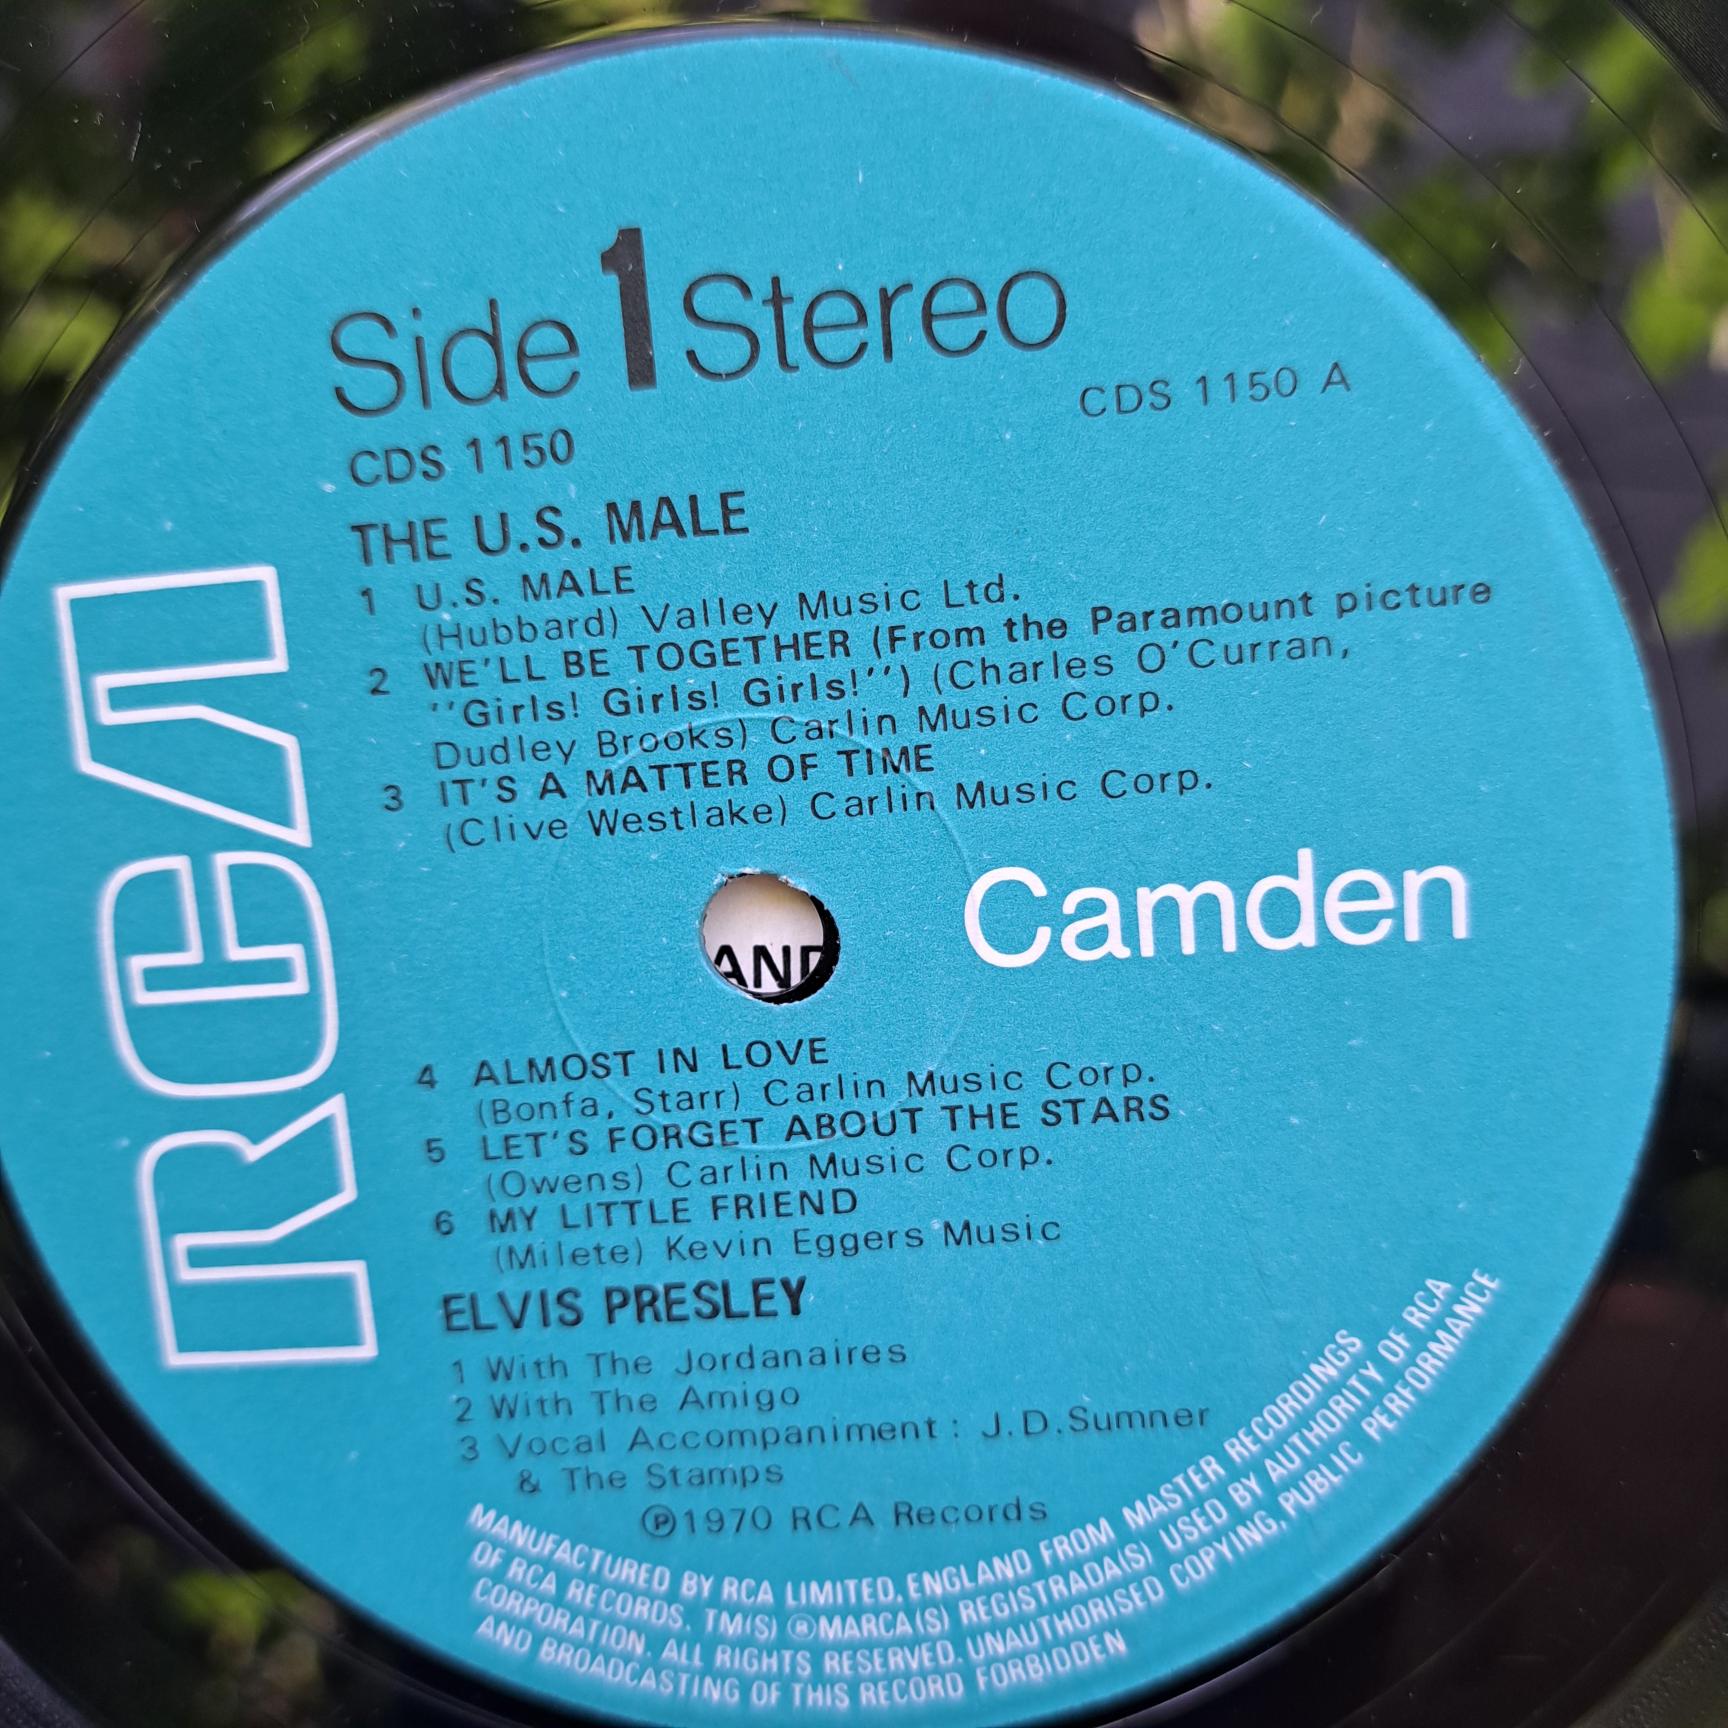 Side 1 Stereo
CDS 1150 A
CDS 1150
THE U.S. MALE
1 U.S. MALE
(Hubbard) Valley Music Ltd.
2 WE'LL BE TOGETHER (From the Paramount picture
''Girls! Girls! Girls!'') (Charles O'Curran,
Dudley Brooks) Carlin Music Corp.
3 IT'S A MATTER OF TIME
(Clive Westlake) Carlin Music Corp.
RCA
Camden
AND
4 ALMOST IN LOVE
(Bonfa, Starr) Carlin Music Corp.
5 LET'S FORGET ABOUT THE STARS
(Owens) Carlin Music Corp.
6 MY LITTLE FRIEND
(Milete) Kevin Eggers Music
ELVIS PRESLEY
1 With The Jordanaires
2 With The Amigo
3 Vocal Accompaniment : J.D.Sumner
& The Stamps
℗1970 RCA Records
MANUFACTURED BY RCA LIMITED, ENGLAND FROM MASTER RECORDINGS
OF RCA RECORDS. TM(S) ® MARCA(S) REGISTRADA(S) USED BY AUTHORITY OF RCA
CORPORATION. ALL RIGHTS RESERVED. UNAUTHORISED COPYING, PUBLIC PERFORMANCE
AND BROADCASTING OF THIS RECORD FORBIDDEN